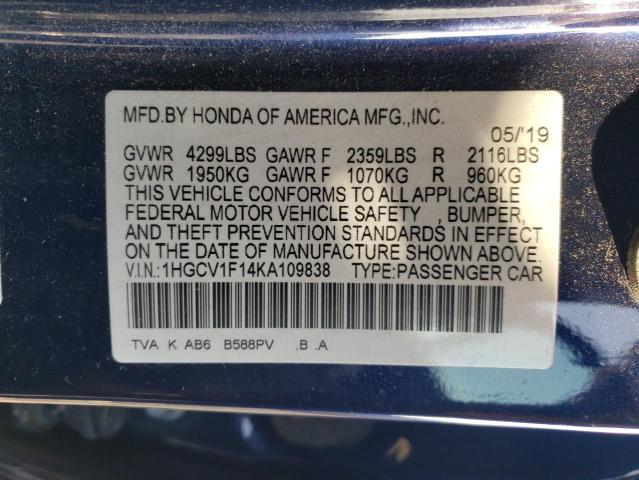 MFD.BY HONDA OF AMERICA MFG.,INC.
05/'19
GVWR 4299LBS GAWR F 2359LBS R 2116LBS
GVWR 1950KG GAWR F 1070KG R 960KG
THIS VEHICLE CONFORMS TO ALL APPLICABLE
FEDERAL MOTOR VEHICLE SAFETY , BUMPER,
AND THEFT PREVENTION STANDARDS IN EFFECT
ON THE DATE OF MANUFACTURE SHOWN ABOVE.
V.I.N.:1HGCV1F14KA109838 TYPE:PASSENGER CAR
TVA K AB6 B588PV .B .A